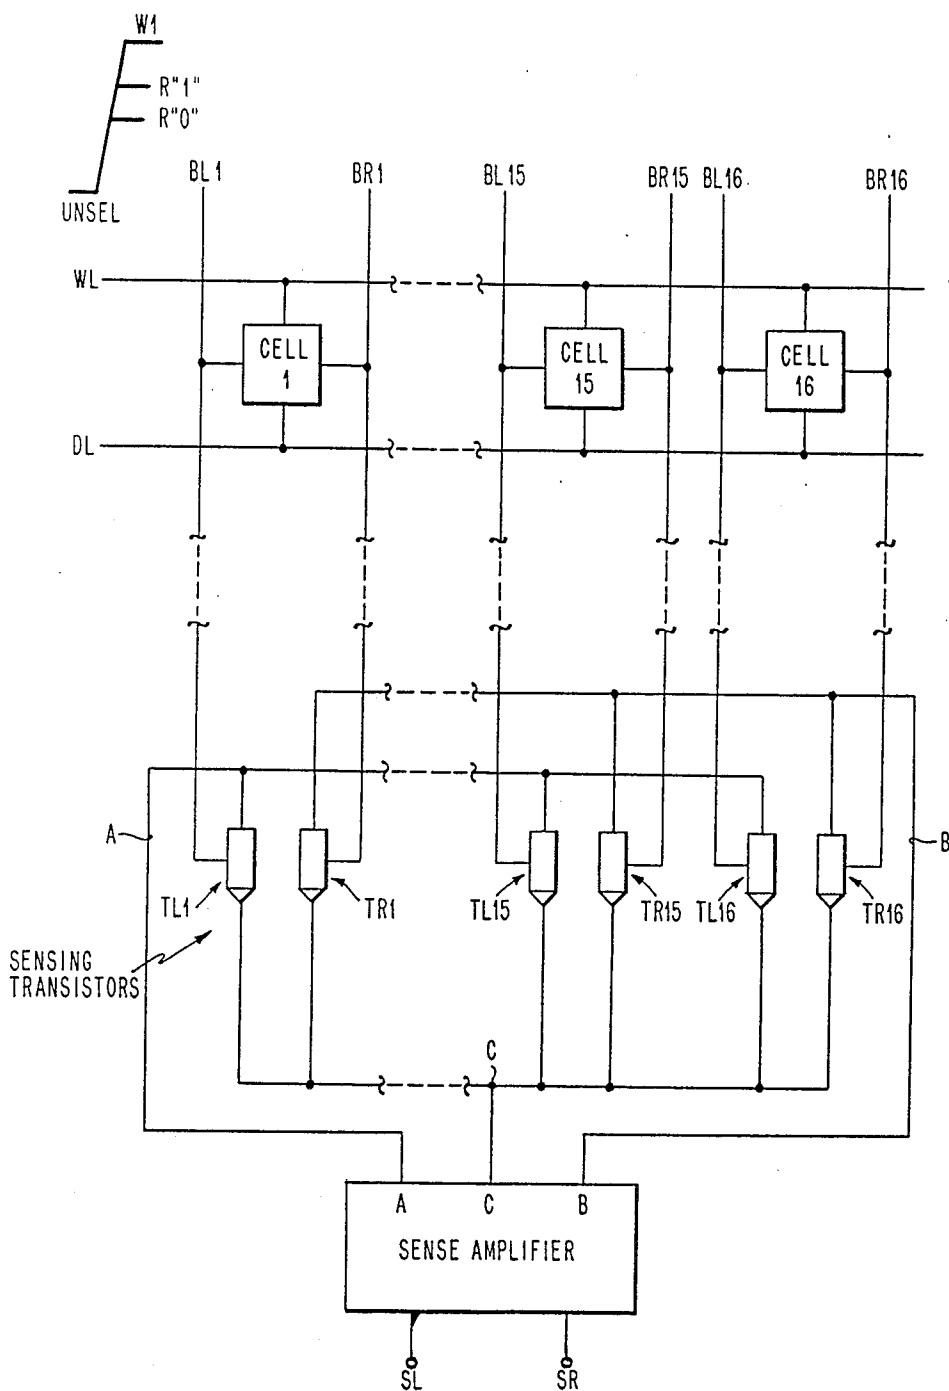 W1
R"1"
R"0"
UNSEL
BL1
BR1
BL15
BR15
BL16
BR16
WL
CELL
1
CELL
15
CELL
16
DL
A
B
TL1
TR1
TL15
TR15
TL16
TR16
SENSING
TRANSISTORS
C
A
C
B
SENSE AMPLIFIER
SL
SR